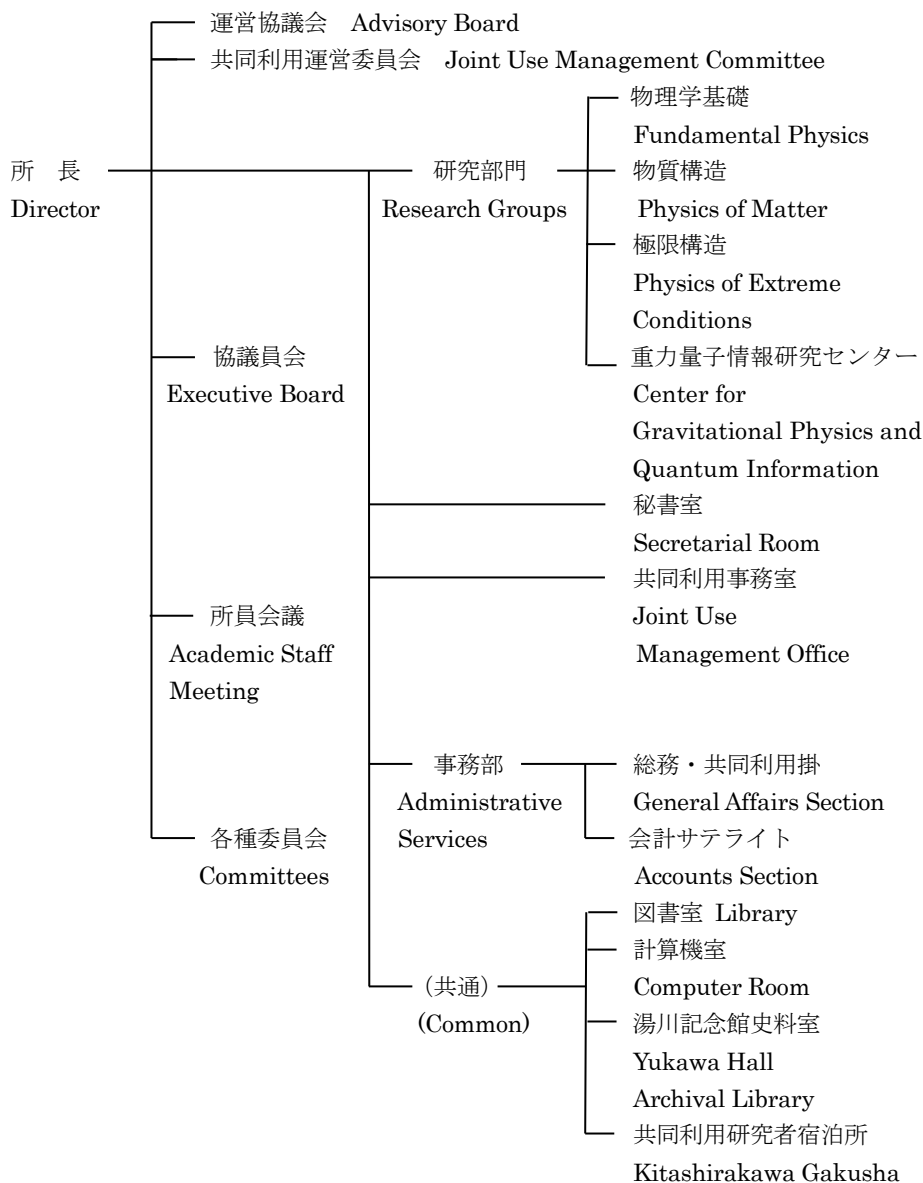 運営協議会 Advisory Board
共同利用運営委員会 Joint Use Management Committee
所 長
Director
研究部門
Research Groups
物理学基礎
Fundamental Physics
物質構造
Physics of Matter
極限構造
Physics of Extreme
Conditions
重力量子情報研究センター
Center for
Gravitational Physics and
Quantum Information
協議員会
Executive Board
秘書室
Secretarial Room
共同利用事務室
Joint Use
Management Office
所員会議
Academic Staff
Meeting
事務部
Administrative
Services
総務・共同利用掛
General Affairs Section
会計サテライト
Accounts Section
各種委員会
Committees
(共通)
(Common)
図書室 Library
計算機室
Computer Room
湯川記念館史料室
Yukawa Hall
Archival Library
共同利用研究者宿泊所
Kitashirakawa Gakusha